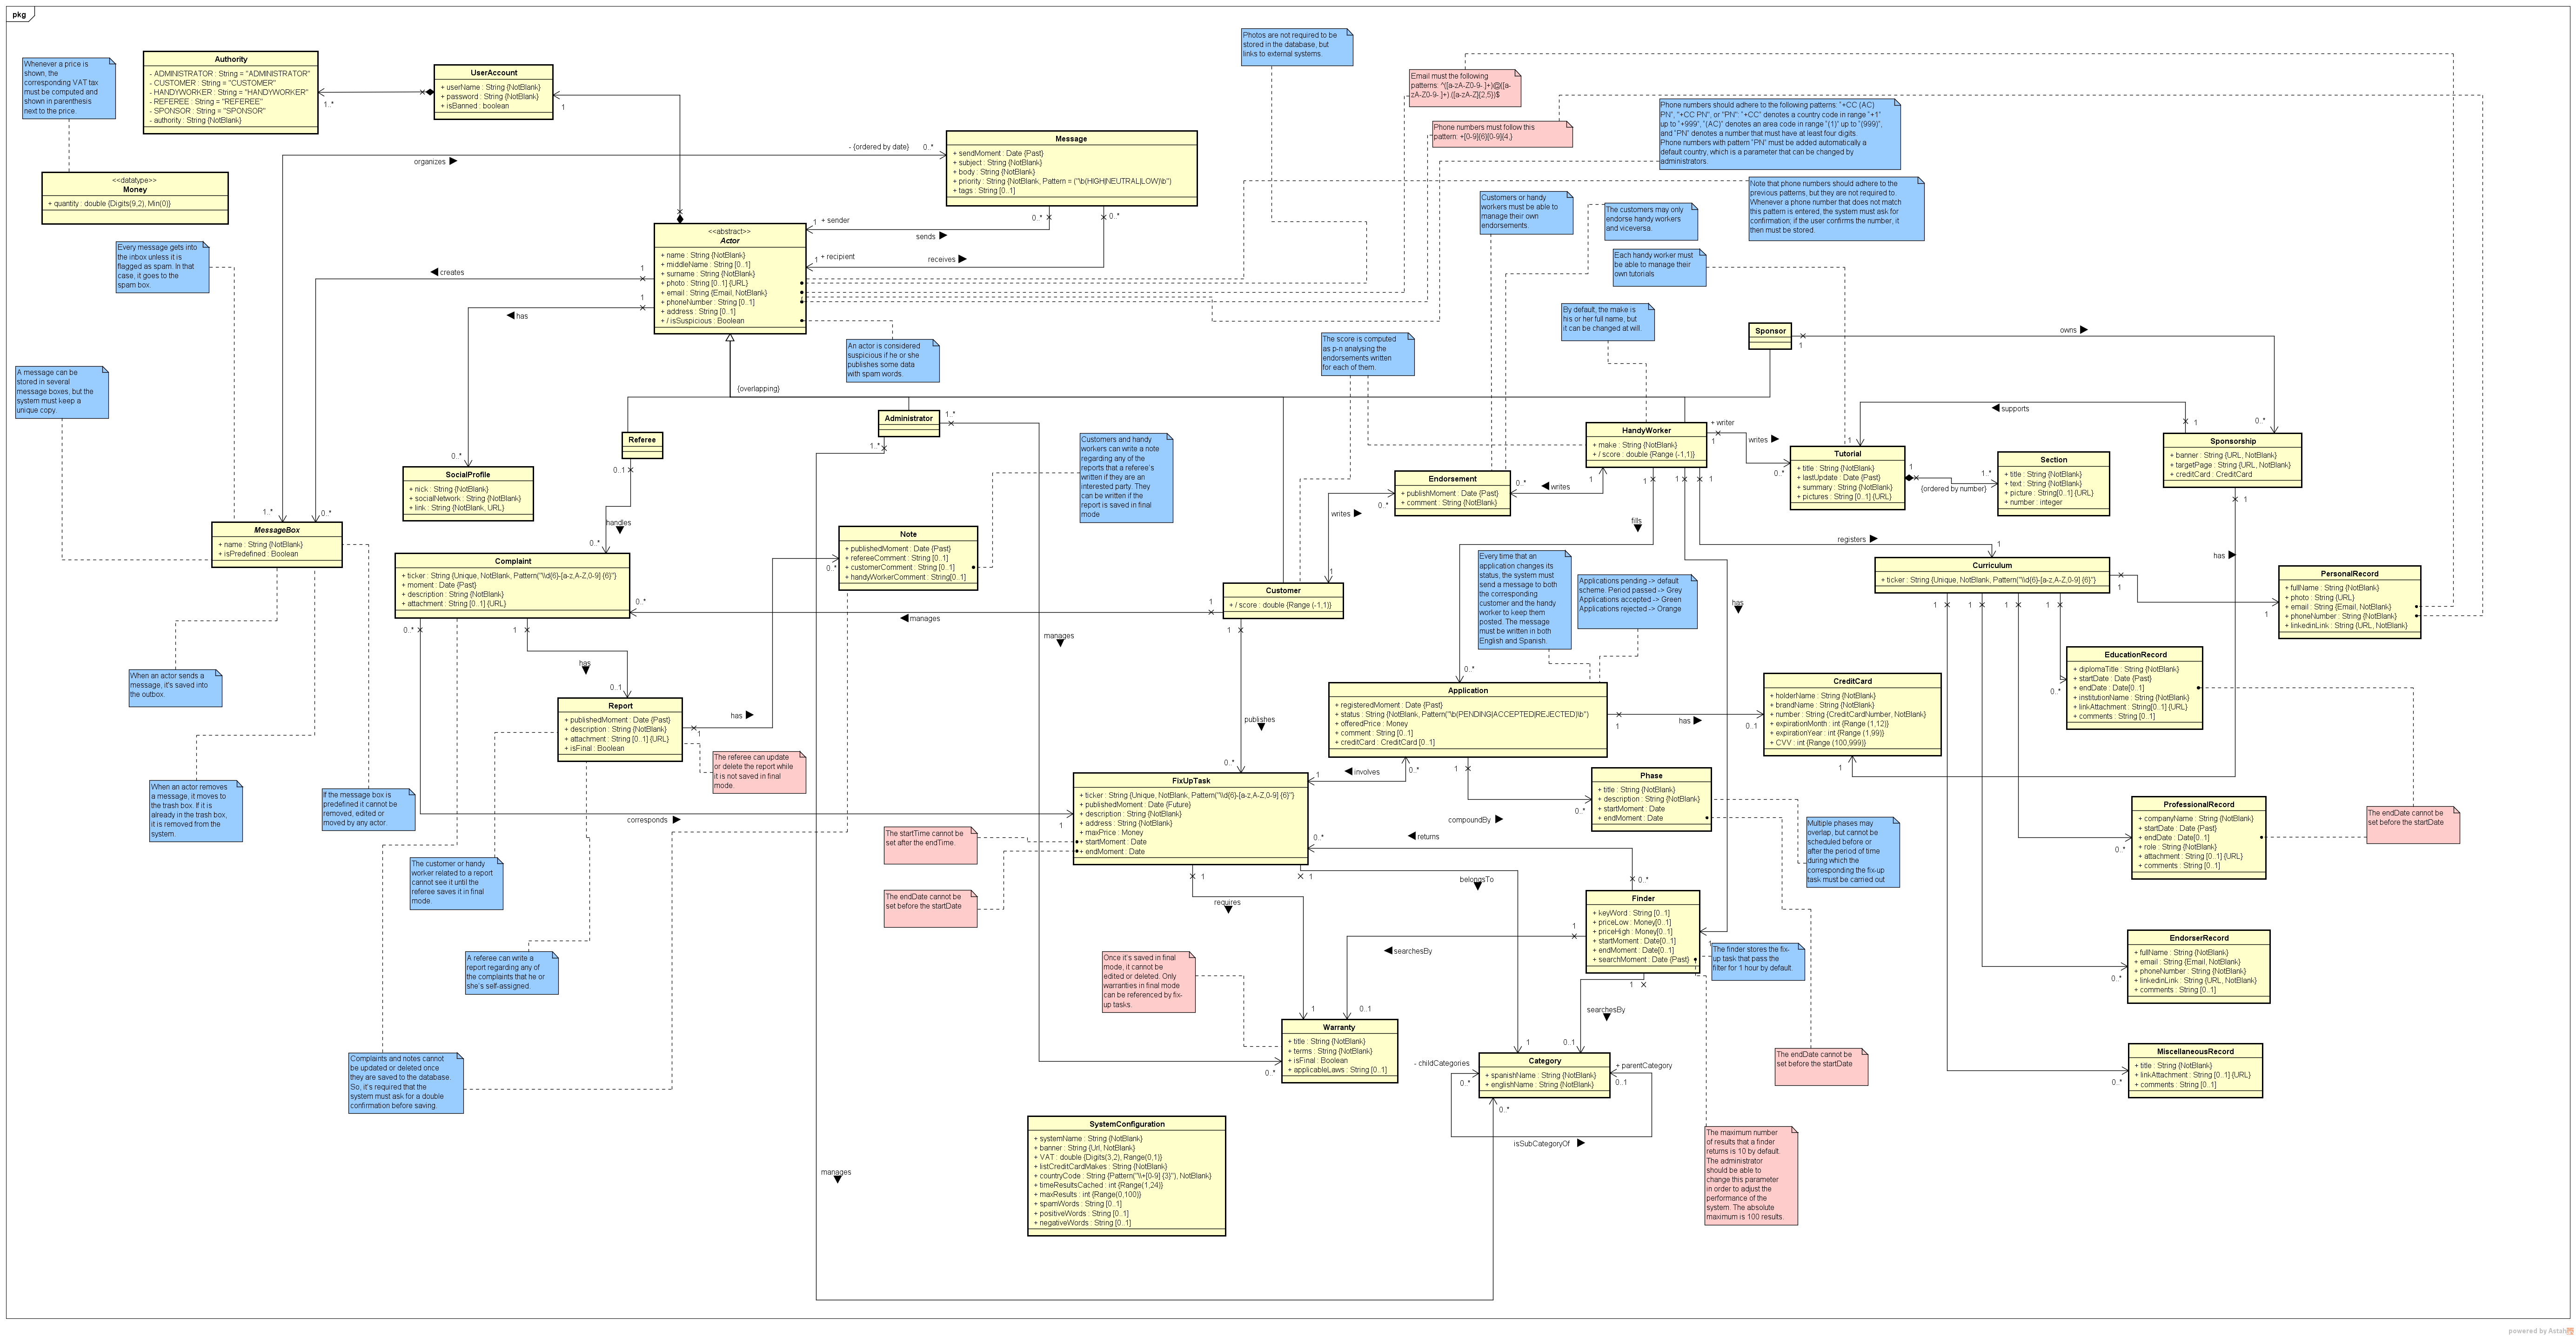 pkg
Whenever a price is
shown, the
corresponding VAT tax
must be computed and
shown in parenthesis
next to the price.
Authority
- ADMINISTRATOR : String = "ADMINISTRATOR"
- CUSTOMER : String = "CUSTOMER"
- HANDYWORKER : String = "HANDYWORKER"
- REFEREE : String = "REFEREE"
- SPONSOR : String = "SPONSOR"
- authority : String {NotBlank}
1..*
UserAccount
+ userName : String {NotBlank}
+ password : String {NotBlank}
+ isBanned : boolean
1
<<datatype>>
Money
+ quantity : double {Digits(9,2), Min(0)}
organizes
- {ordered by date}
0..*
Message
+ sendMoment : Date {Past}
+ subject : String {NotBlank}
+ body : String {NotBlank}
+ priority : String {NotBlank, Pattern = ("\b(HIGH|NEUTRAL|LOW)\b")
+ tags : String [0..1]
0..*
0..*
1
+ sender
sends
1
+ recipient
receives
Photos are not required to be
stored in the database, but
links to external systems.
Email must the following
patterns: ^([a-zA-Z0-9- ]+)@([a-
zA-Z0-9- ]+).([a-zA-Z]{2,5})$
Phone numbers must follow this
pattern: +[0-9]{6}[0-9]{4,}
Phone numbers should adhere to the following patterns: "+CC (AC)
PN", "+CC PN", or "PN": "+CC" denotes a country code in range "+1"
up to "+999", "(AC)" denotes an area code in range "(1)" up to "(999)",
and "PN" denotes a number that must have at least four digits.
Phone numbers with pattern "PN" must be added automatically a
default country, which is a parameter that can be changed by
administrators.
Note that phone numbers should adhere to the
previous patterns, but they are not required to.
Whenever a phone number that does not match
this pattern is entered, the system must ask for
confirmation; if the user confirms the number, it
then must be stored.
Customers or handy
workers must be able to
manage their own
endorsements.
The customers may only
endorse handy workers
and viceversa.
Each handy worker must
be able to manage their
own tutorials
Every message gets into
the inbox unless it is
flagged as spam. In that
case, it goes to the
spam box.
<<abstract>>
Actor
+ name : String {NotBlank}
+ middleName : String [0..1]
+ surname : String {NotBlank}
+ photo : String [0..1] {URL}
+ email : String {Email, NotBlank}
+ phoneNumber : String [0..1]
+ address : String [0..1]
+ / isSuspicious : Boolean
creates
1
has
1
An actor is considered
suspicious if he or she
publishes some data
with spam words.
{overlapping}
The score is computed
as p-n analysing the
endorsements written
for each of them.
By default, the make is
his or her full name, but
it can be changed at will.
Sponsor
1
owns
A message can be
stored in several
message boxes, but the
system must keep a
unique copy.
0..*
SocialProfile
+ nick : String {NotBlank}
+ socialNetwork : String {NotBlank}
+ link : String {NotBlank, URL}
Referee
0..1
handles
0..*
Administrator
1..*
1..*
Customers and handy
workers can write a note
regarding any of the
reports that a referee's
written if they are an
interested party. They
can be written if the
report is saved in final
mode
Endorsement
+ publishMoment : Date {Past}
+ comment : String {NotBlank}
0..*
0..*
writes
writes
HandyWorker
+ make : String {NotBlank}
+ / score : double {Range (-1,1)}
+ writer
1
writes
0..*
1
1
1
1
Tutorial
+ title : String {NotBlank}
+ lastUpdate : Date {Past}
+ summary : String {NotBlank}
+ pictures : String [0..1] {URL}
1
1
1..*
{ordered by number}
Section
+ title : String {NotBlank}
+ text : String {NotBlank}
+ picture : String[0..1] {URL}
+ number : integer
supports
1
0..*
Sponsorship
+ banner : String {URL, NotBlank}
+ targetPage : String {URL, NotBlank}
+ creditCard : CreditCard
1
has
1..*
0..*
MessageBox
+ name : String {NotBlank}
+ isPredefined : Boolean
Complaint
+ ticker : String {Unique, NotBlank, Pattern("\\d{6}-[a-z,A-Z,0-9] {6}"}
+ moment : Date {Past}
+ description : String {NotBlank}
+ attachment : String [0..1] {URL}
0..*
0..*
1
Note
+ publishedMoment : Date {Past}
+ refereeComment : String [0..1]
+ customerComment : String [0..1]
+ handyWorkerComment : String[0..1]
0..*
Customer
+ / score : double {Range (-1,1)}
1
1
1
manages
manages
fills
registers
1
Every time that an
application changes its
status, the system must
send a message to both
the corresponding
customer and the handy
worker to keep them
posted. The message
must be written in both
English and Spanish.
Applications pending -> default
scheme. Period passed -> Grey
Applications accepted -> Green
Applications rejected -> Orange
has
Curriculum
+ ticker : String {Unique, NotBlank, Pattern("\\d{6}-[a-z,A-Z,0-9] {6}"}
1
1
1
1
1
1
PersonalRecord
+ fullName : String {NotBlank}
+ photo : String {URL}
+ email : String {Email, NotBlank}
+ phoneNumber : String {NotBlank}
+ linkedinLink : String {URL, NotBlank}
EducationRecord
+ diplomaTitle : String {NotBlank}
+ startDate : Date {Past}
+ endDate : Date[0..1]
+ institutionName : String {NotBlank}
+ linkAttachment : String[0..1] {URL}
+ comments : String [0..1]
0..*
When an actor sends a
message, it's saved into
the outbox.
has
0..1
Report
+ publishedMoment : Date {Past}
+ description : String {NotBlank}
+ attachment : String [0..1] {URL}
+ isFinal : Boolean
1
has
The referee can update
or delete the report while
it is not saved in final
mode.
publishes
0..*
0..*
Application
+ registeredMoment : Date {Past}
+ status : String {NotBlank, Pattern("\b(PENDING|ACCEPTED|REJECTED)\b")
+ offeredPrice : Money
+ comment : String [0..1]
+ creditCard : CreditCard [0..1]
1
has
0..1
CreditCard
+ holderName : String {NotBlank}
+ brandName : String {NotBlank}
+ number : String {CreditCardNumber, NotBlank}
+ expirationMonth : int {Range (1,12)}
+ expirationYear : int {Range (1,99)}
+ CVV : int {Range (100,999)}
1
When an actor removes
a message, it moves to
the trash box. If it is
already in the trash box,
it is removed from the
system.
If the message box is
predefined it cannot be
removed, edited or
moved by any actor.
corresponds
1
FixUpTask
+ ticker : String {Unique, NotBlank, Pattern("\\d{6}-[a-z,A-Z,0-9] {6}"}
+ publishedMoment : Date {Future}
+ description : String {NotBlank}
+ address : String {NotBlank}
+ maxPrice : Money
+ startMoment : Date
+ endMoment : Date
1
involves
0..*
1
compoundBy
0..*
Phase
+ title : String {NotBlank}
+ description : String {NotBlank}
+ startMoment : Date
+ endMoment : Date
0..*
returns
The startTime cannot be
set after the endTime.
The endDate cannot be
set before the startDate
Multiple phases may
overlap, but cannot be
scheduled before or
after the period of time
during which the
corresponding the fix-up
task must be carried out
ProfessionalRecord
+ companyName : String {NotBlank}
+ startDate : Date {Past}
+ endDate : Date[0..1]
+ role : String {NotBlank}
+ attachment : String [0..1] {URL}
+ comments : String [0..1]
0..*
The endDate cannot be
set before the startDate
The customer or handy
worker related to a report
cannot see it until the
referee saves it in final
mode.
1
1
requires
belongsTo
0..*
Finder
+ keyWord : String [0..1]
+ priceLow : Money[0..1]
+ priceHigh : Money[0..1]
+ startMoment : Date[0..1]
+ endMoment : Date[0..1]
+ searchMoment : Date {Past}
1
1
1
The finder stores the fix-
up task that pass the
filter for 1 hour by default.
searchesBy
searchesBy
A referee can write a
report regarding any of
the complaints that he or
she's self-assigned.
Once it's saved in final
mode, it cannot be
edited or deleted. Only
warranties in final mode
can be referenced by fix-
up tasks.
EndorserRecord
+ fullName : String {NotBlank}
+ email : String {Email, NotBlank}
+ phoneNumber : String {NotBlank}
+ linkedinLink : String {URL, NotBlank}
+ comments : String [0..1]
0..*
1
0..1
Warranty
+ title : String {NotBlank}
+ terms : String {NotBlank}
+ isFinal : Boolean
+ applicableLaws : String [0..1]
0..*
1
0..1
Category
+ spanishName : String {NotBlank}
+ englishName : String {NotBlank}
- childCategories
0..*
+ parentCategory
0..1
0..*
isSubCategoryOf
The endDate cannot be
set before the startDate
MiscellaneousRecord
+ title : String {NotBlank}
+ linkAttachment : String [0..1] {URL}
+ comments : String [0..1]
0..*
Complaints and notes cannot
be updated or deleted once
they are saved to the database.
So, it's required that the
system must ask for a double
confirmation before saving.
manages
SystemConfiguration
+ systemName : String {NotBlank}
+ banner : String {Url, NotBlank}
+ VAT : double {Digits(3,2), Range(0,1)}
+ listCreditCardMakes : String {NotBlank}
+ countryCode : String {Pattern("\\+[0-9] {3}"), NotBlank}
+ timeResultsCached : int {Range(1,24)}
+ maxResults : int {Range(0,100)}
+ spamWords : String [0..1]
+ positiveWords : String [0..1]
+ negativeWords : String [0..1]
The maximum number
of results that a finder
returns is 10 by default.
The administrator
should be able to
change this parameter
in order to adjust the
performance of the
system. The absolute
maximum is 100 results.
powered by Astah